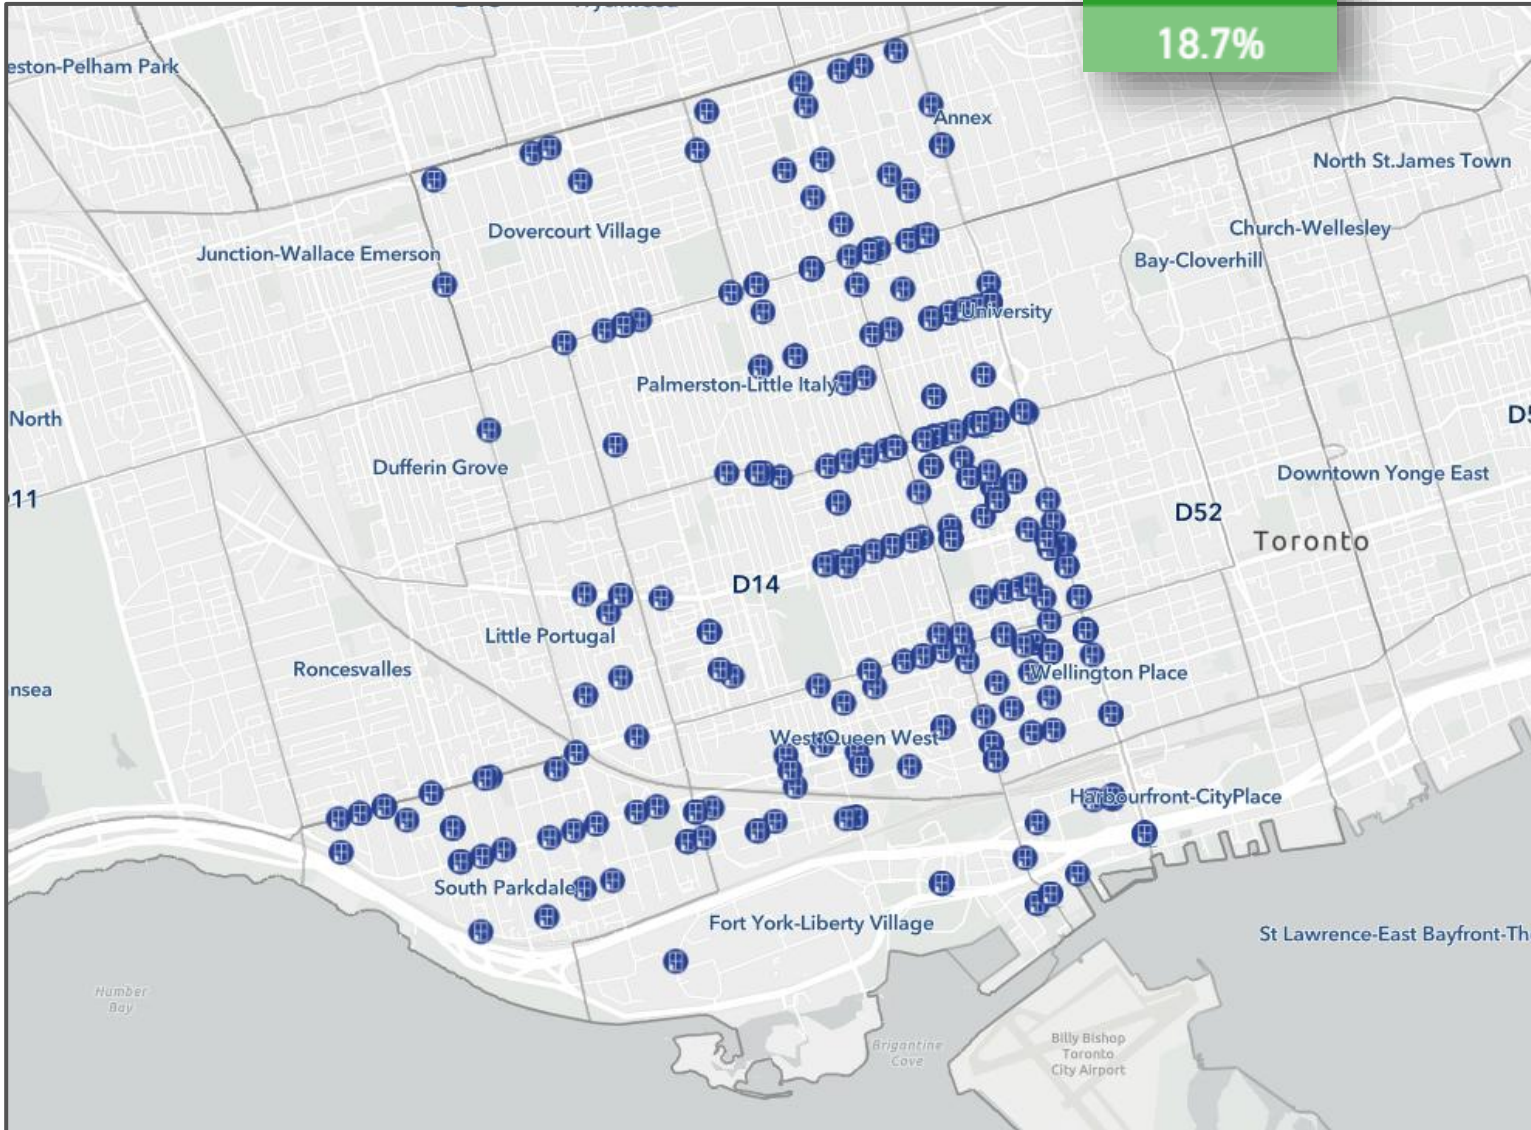 18.7%
eston-Pelham Park
Annex
North St.James Town
Dovercourt Village
Church-Wellesley
Junction-Wallace Emerson
Bay-Cloverhill
University
Palmerston-Little Italy
North
D5
Dufferin Grove
Downtown Yonge East
11
D52
Toronto
D14
Little Portugal
Roncesvalles
Wellington Place
nsea
West Queen West
Harbourfront-CityPlace
South Parkdale
Fort York-Liberty Village
St Lawrence-East Bayfront-Th
Humber
Bay
Billy Bishop
Toronto
City Airport
Brigantine
Cove